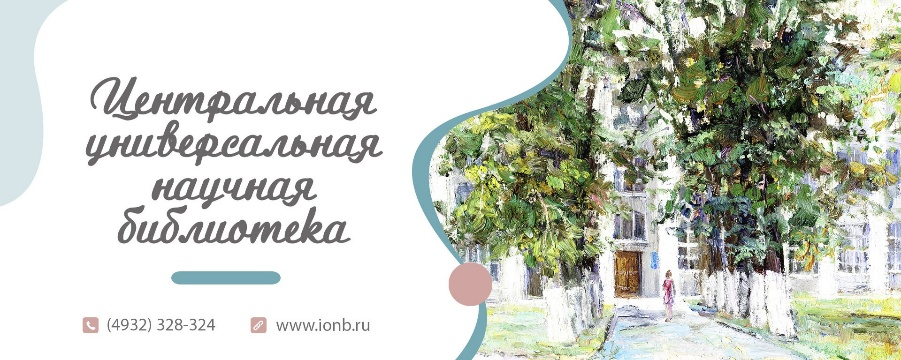 Центральная
универсальная
научная
библиотека
(4932) 328-324
www.ionb.ru